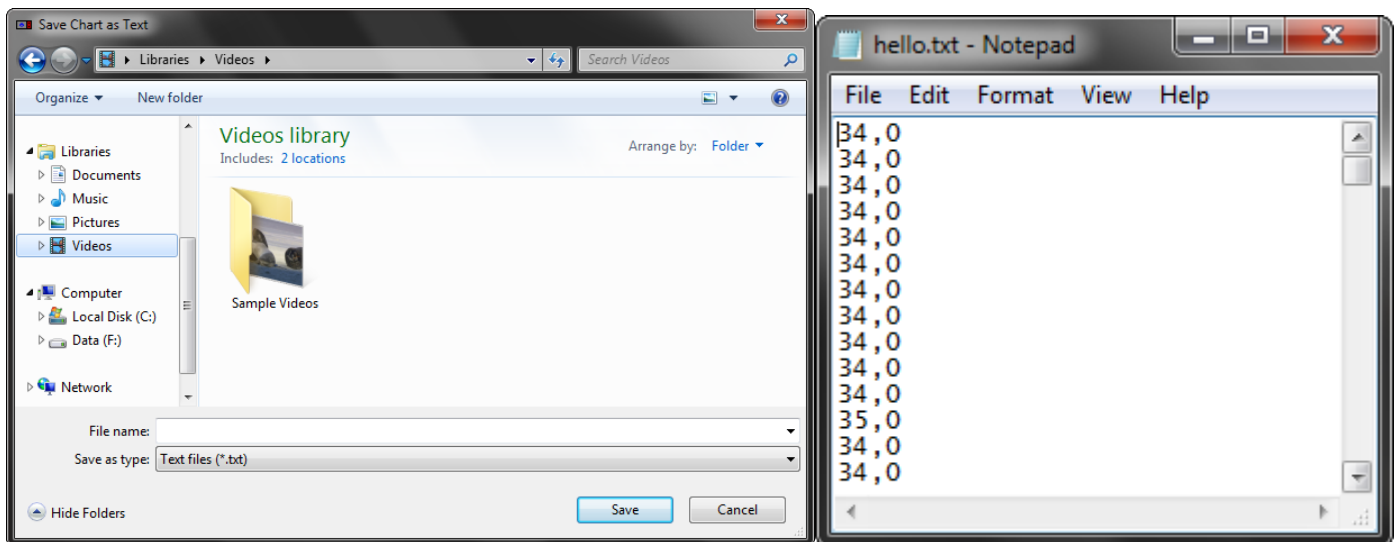 Save Chart as Text
Libraries Videos
Search Videos
Organize New folder
Libraries
Documents
Music
Pictures
Videos
Computer
Local Disk (C:)
Data (F:)
Network
Videos library
Includes: 2 locations
Arrange by: Folder
Sample Videos
File name:
Save as type: Text files (*.txt)
Hide Folders
Save Cancel
hello.txt - Notepad
File Edit Format View Help
34,0
34,0
34,0
34,0
34,0
34,0
34,0
34,0
34,0
34,0
34,0
35,0
34,0
34,0